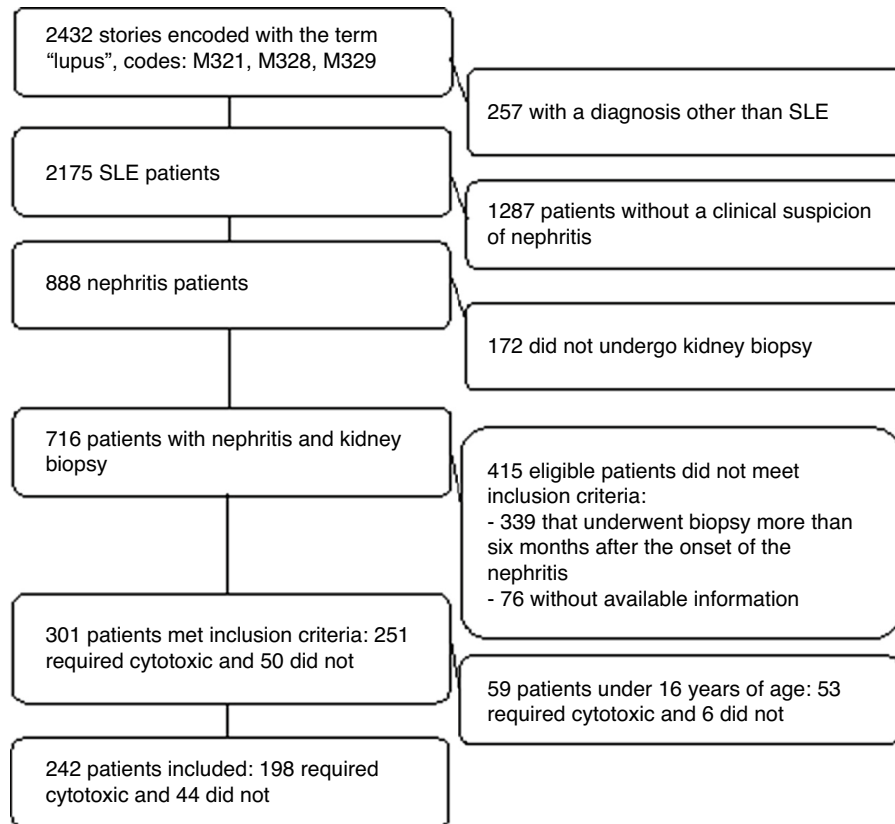 2432 stories encoded with the term
“lupus”, codes: M321, M328, M329
257 with a diagnosis other than SLE
2175 SLE patients
1287 patients without a clinical suspicion
of nephritis
888 nephritis patients
172 did not undergo kidney biopsy
716 patients with nephritis and kidney
biopsy
415 eligible patients did not meet
inclusion criteria:
- 339 that underwent biopsy more than
six months after the onset of the
nephritis
- 76 without available information
301 patients met inclusion criteria: 251
required cytotoxic and 50 did not
59 patients under 16 years of age: 53
required cytotoxic and 6 did not
242 patients included: 198 required
cytotoxic and 44 did not